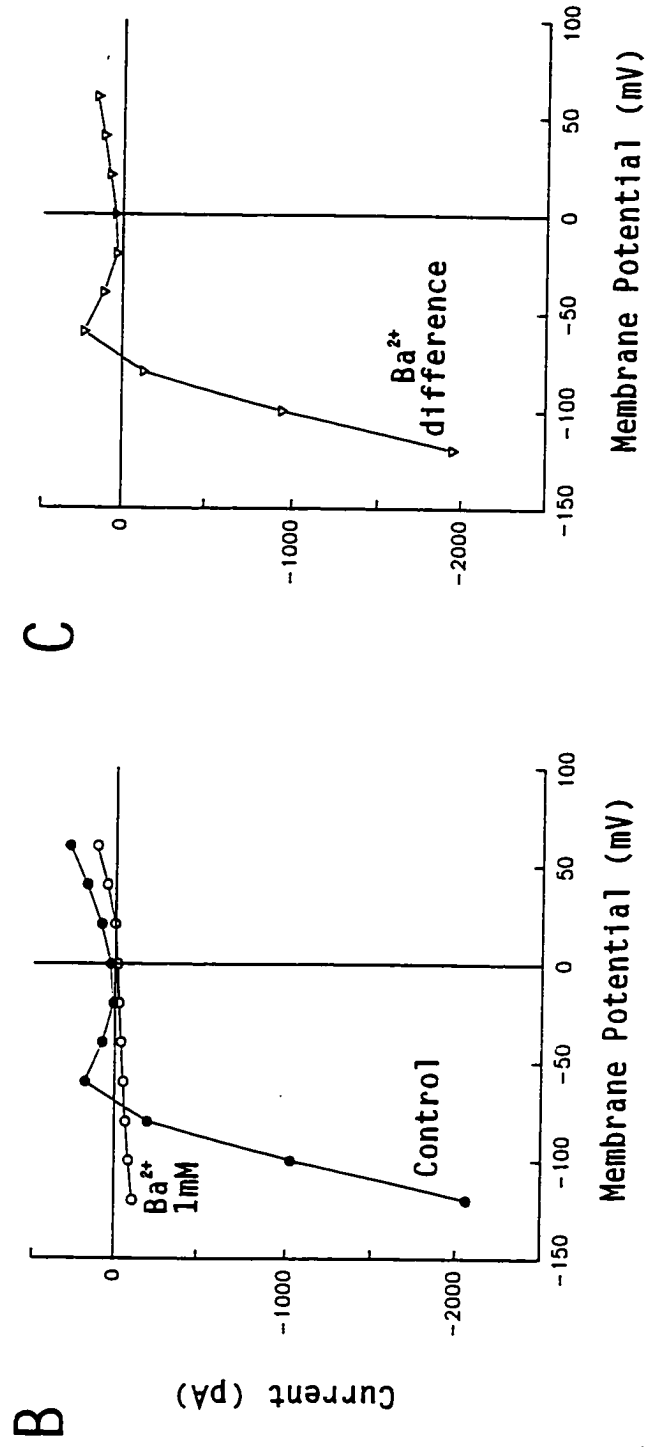 B
Current (pA)
0
-1000
-2000
Ba2+
1mM
Control
-150
-100
-50
0
50
100
Membrane Potential (mV)
C
0
-1000
-2000
Ba2+
difference
-150
-100
-50
0
50
100
Membrane Potential (mV)